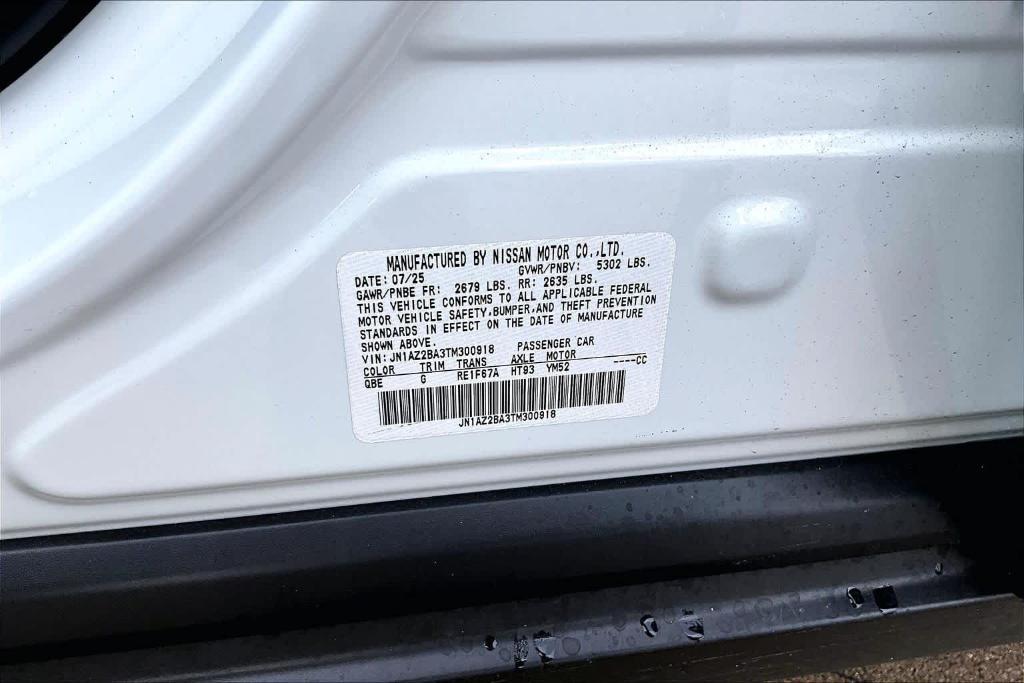 MANUFACTURED BY NISSAN MOTOR CO.,LTD.
DATE: 07/25 GVWR/PNBV: 5302 LBS.
GAWR/PNBE FR: 2679 LBS. RR: 2635 LBS.
THIS VEHICLE CONFORMS TO ALL APPLICABLE FEDERAL
MOTOR VEHICLE SAFETY,BUMPER,AND THEFT PREVENTION
STANDARDS IN EFFECT ON THE DATE OF MANUFACTURE
SHOWN ABOVE.
VIN: JN1AZ2BA3TM300918 PASSENGER CAR
COLOR TRIM TRANS AXLE MOTOR ----CC
QBE G RE1F67A HT93 YM52
JN1AZ2BA3TM300918